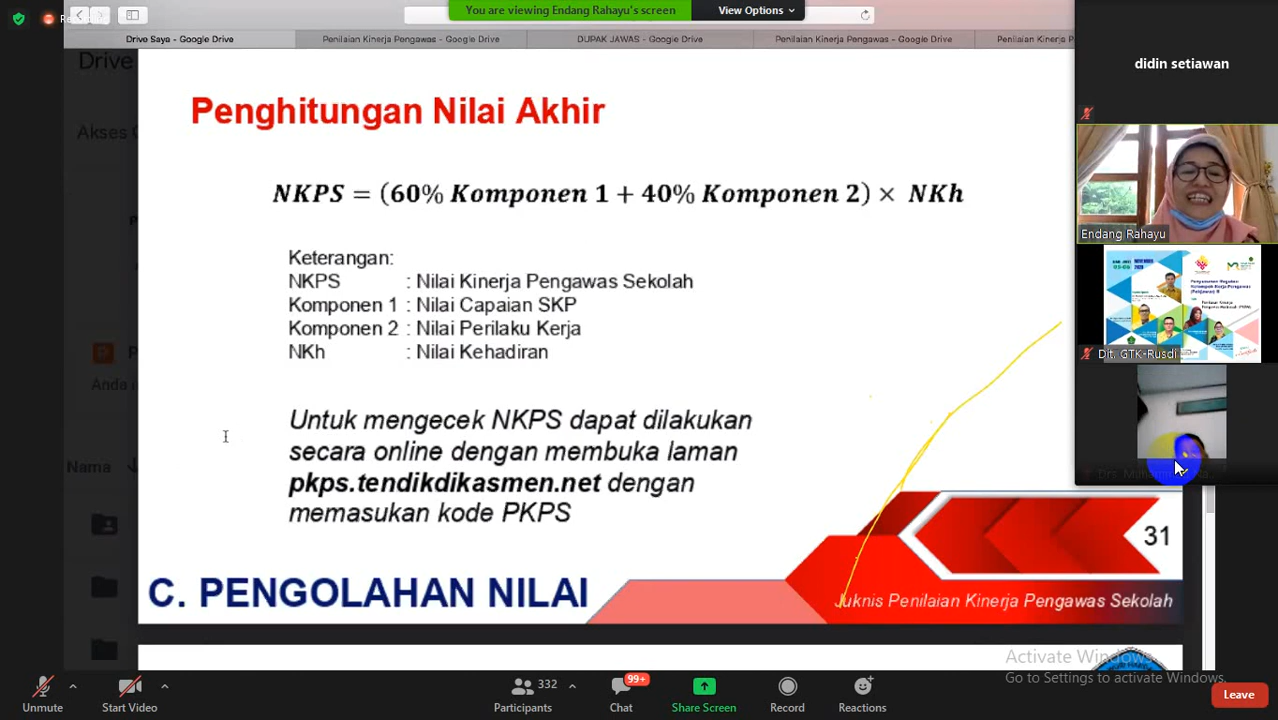 You are viewing Endang Rahayu's screen
View Options
Drive Saya - Google Drive
Penilaian Kinerja Pengawas - Google Drive
DUPAK JAWAS - Google Drive
Penilaian Kinerja Pengawas - Google Drive
Penilaian Kinerja P
Drive
Akses
Anda
Nama
Penghitungan Nilai Akhir
NKPS = (60% Komponen 1 + 40% Komponen 2) × NKh
Keterangan:
NKPS : Nilai Kinerja Pengawas Sekolah
Komponen 1 : Nilai Capaian SKP
Komponen 2 : Nilai Perilaku Kerja
NKh : Nilai Kehadiran
Untuk mengecek NKPS dapat dilakukan
secara online dengan membuka laman
pkps.tendikdikasmen.net dengan
memasukan kode PKPS
31
C. PENGOLAHAN NILAI
Juknis Penilaian Kinerja Pengawas Sekolah
didin setiawan
Endang Rahayu
Dit. GTK-Rusdi
Activate Windows
Go to Settings to activate Windows.
Unmute
Start Video
332
Participants
99+
Chat
Share Screen
Record
Reactions
Leave